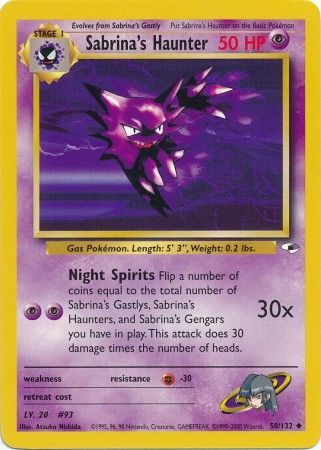 Evolves from Sabrina's Gastly Put Sabrina's Haunter on the Basic Pokémon
STAGE 1
Sabrina's Haunter 50 HP
Gas Pokémon. Length: 5' 3", Weight: 0.2 lbs.
Night Spirits Flip a number of
coins equal to the total number of
Sabrina's Gastlys, Sabrina's
Haunters, and Sabrina's Gengars
you have in play. This attack does 30
damage times the number of heads.
30x
weakness resistance -30
retreat cost
LV. 20 #93
Illus. Atsuko Nishida ©1995, 96, 98 Nintendo, Creatures, GAMEFREAK. ©1999-2000 Wizards. 58/132